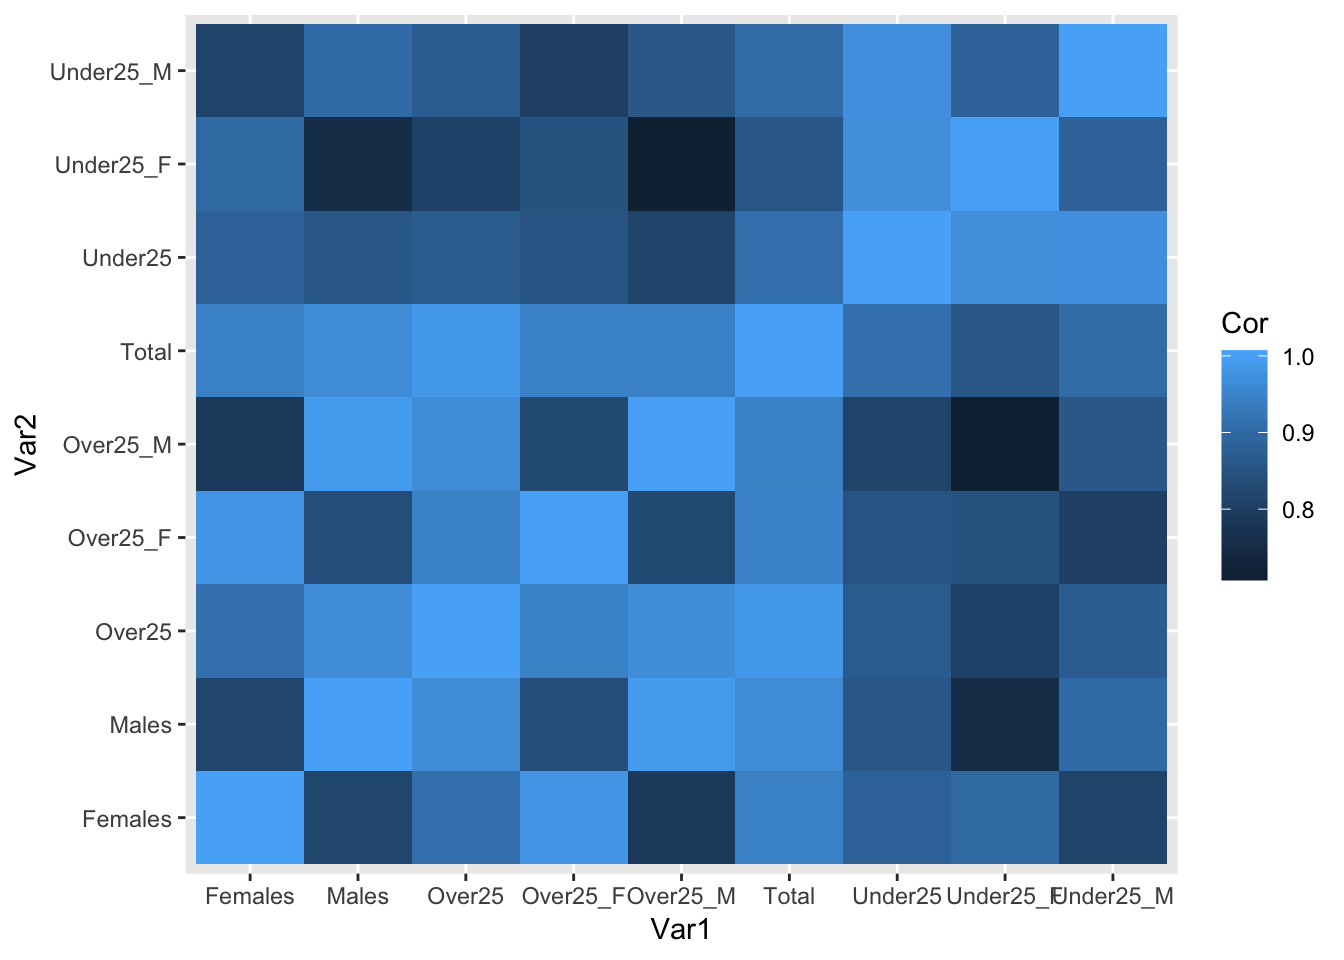 Under25_M
Under25_F
Under25
Total
Over25_M
Over25_F
Over25
Males
Females
Var2
Females Males Over25 Over25_F Over25_M Total Under25 Under25_F Under25_M
Var1
Cor
1.0
0.9
0.8